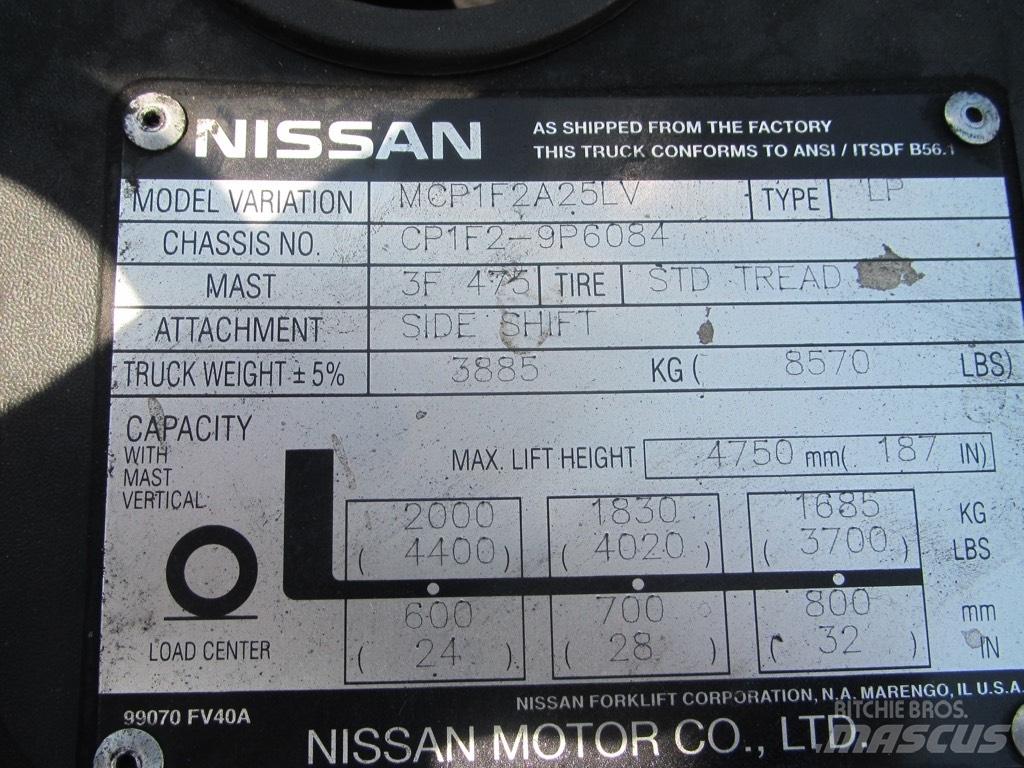 NISSAN AS SHIPPED FROM THE FACTORY
THIS TRUCK CONFORMS TO ANSI / ITSDF B56.1
MODEL VARIATION MCP1F2A25LV TYPE LP
CHASSIS NO. CP1F2-9P6084
MAST 3F 475 TIRE STD TREAD
ATTACHMENT SIDE SHIFT
TRUCK WEIGHT ± 5% 3885 KG ( 8570 LBS)
CAPACITY
WITH
MAST
VERTICAL
MAX. LIFT HEIGHT 4750 mm( 187 IN)
2000 1830 1685 KG
( 4400 ) ( 4020 ) ( 3700 ) LBS
600 700 800 mm
( 24 ) ( 28 ) ( 32 ) IN
LOAD CENTER
NISSAN FORKLIFT CORPORATION, N.A. MARENGO, IL U.S.A.
99070 FV40A
NISSAN MOTOR CO., LTD.
RITCHIE BROS.
MASCUS